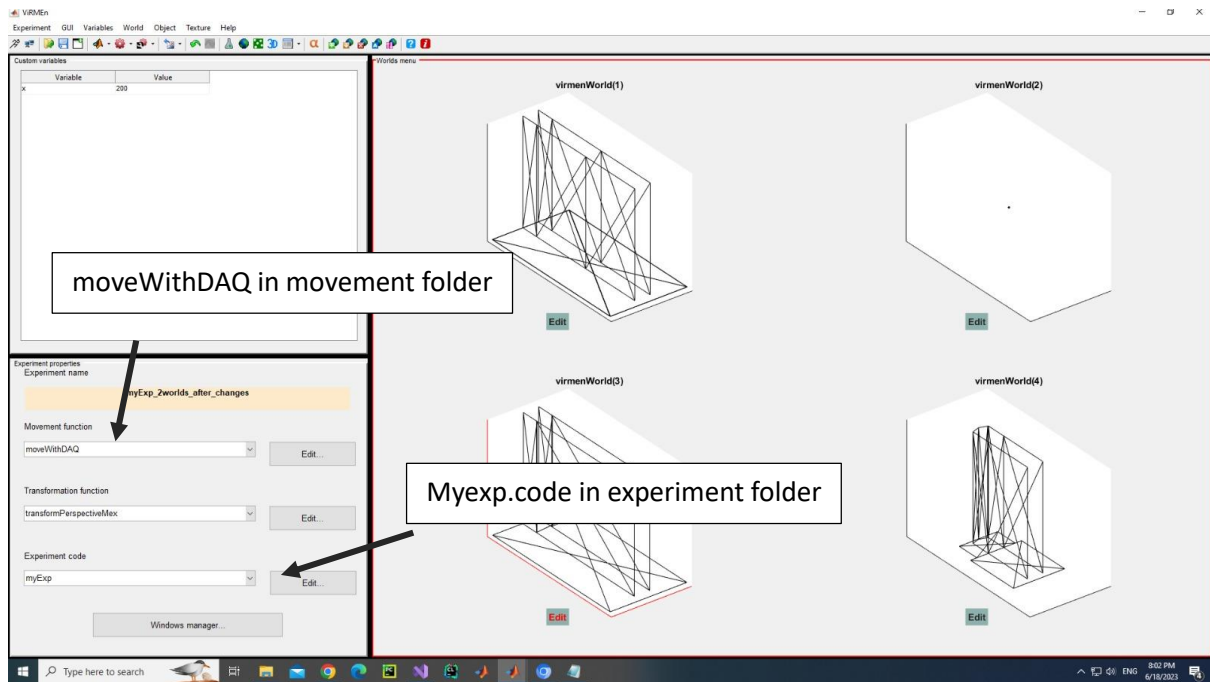 ViRMEn
Experiment GUI Variables World Object Texture Help
3D
α
?
i
Custom variables
Variable Value
x 200
moveWithDAQ in movement folder
Experiment properties
Experiment name
myExp_2worlds_after_changes
Movement function
moveWithDAQ
Edit...
Transformation function
transformPerspectiveMex
Edit...
Experiment code
myExp
Edit...
Windows manager...
Worlds menu
virmenWorld(1)
Edit
virmenWorld(2)
Edit
virmenWorld(3)
Myexp.code in experiment folder
Edit
virmenWorld(4)
Edit
Type here to search
PC
ENG
8:02 PM
6/18/2023